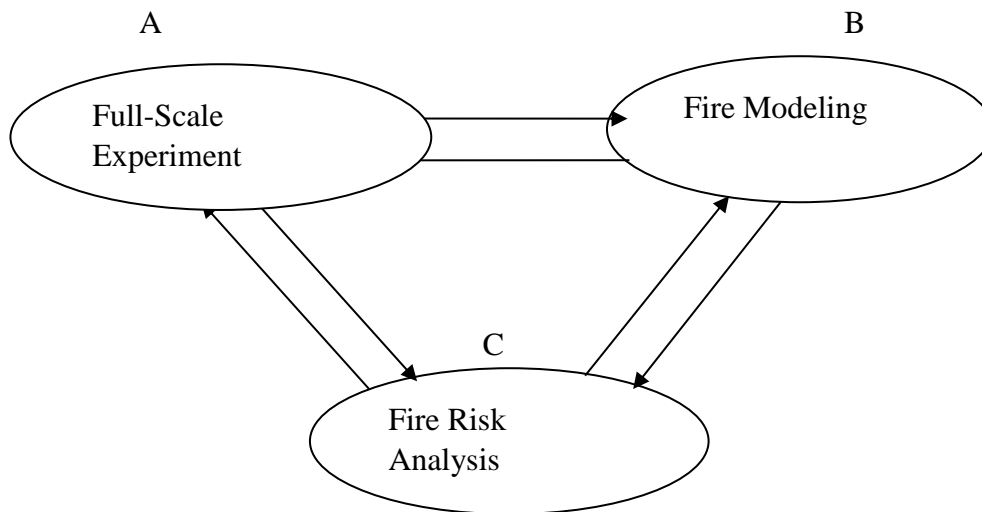 A
B
Full-Scale
Experiment
Fire Modeling
C
Fire Risk
Analysis